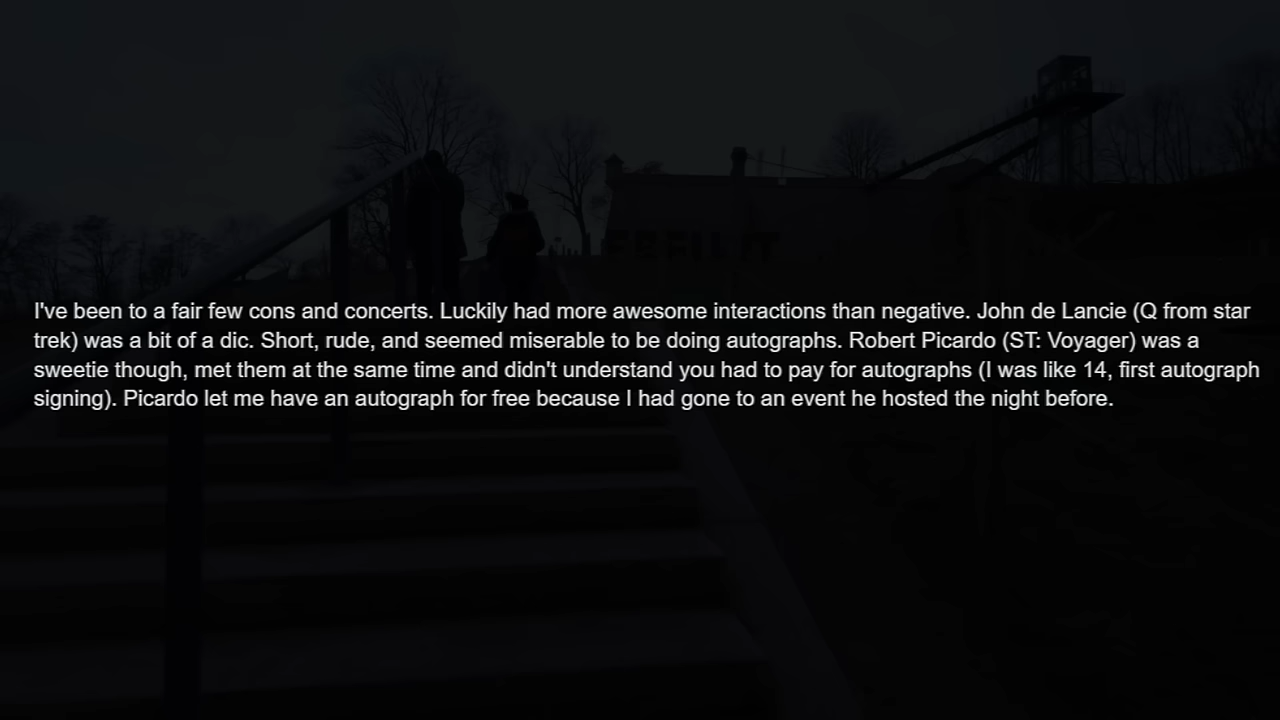 I've been to a fair few cons and concerts. Luckily had more awesome interactions than negative. John de Lancie (Q from star
trek) was a bit of a dic. Short, rude, and seemed miserable to be doing autographs. Robert Picardo (ST: Voyager) was a
sweetie though, met them at the same time and didn't understand you had to pay for autographs (I was like 14, first autograph
signing). Picardo let me have an autograph for free because I had gone to an event he hosted the night before.